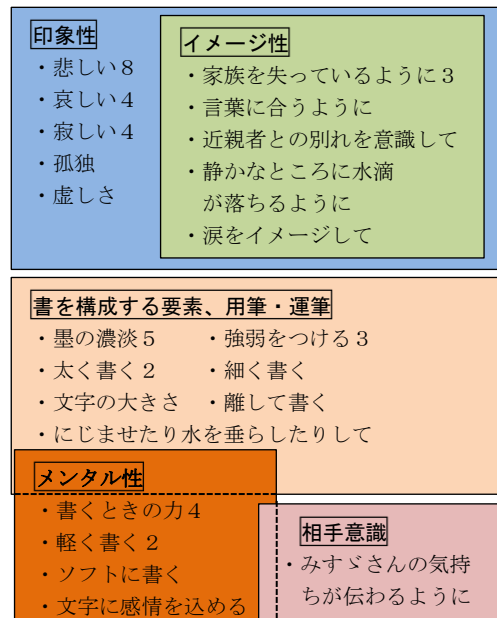 印象性
・悲しい８
・哀しい４
・寂しい４
・孤独
・虚しさ
イメージ性
・家族を失っているように３
・言葉に合うように
・近親者との別れを意識して
・静かなところに水滴
が落ちるように
・涙をイメージして
書を構成する要素、用筆・運筆
・墨の濃淡５　・強弱をつける３
・太く書く２　・細く書く
・文字の大きさ　・離して書く
・にじませたり水を垂らしたりして
メンタル性
・書くときの力４
・軽く書く２
・ソフトに書く
・文字に感情を込める
相手意識
・みすゞさんの気持
ちが伝わるように